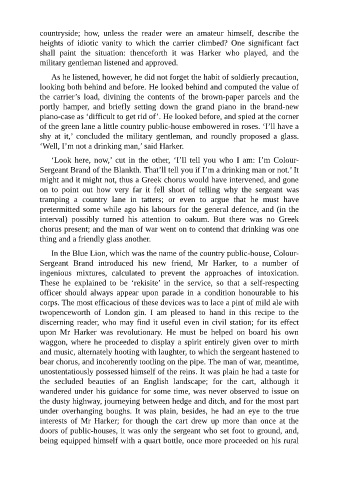 countryside; how, unless the reader were an amateur himself, describe the
heights of idiotic vanity to which the carrier climbed? One significant fact
shall paint the situation: thenceforth it was Harker who played, and the
military gentleman listened and approved.
As he listened, however, he did not forget the habit of soldierly precaution,
looking both behind and before. He looked behind and computed the value of
the carrier’s load, divining the contents of the brown-paper parcels and the
portly hamper, and briefly setting down the grand piano in the brand-new
piano-case as ‘difficult to get rid of’. He looked before, and spied at the corner
of the green lane a little country public-house embowered in roses. ‘I’ll have a
shy at it,’ concluded the military gentleman, and roundly proposed a glass.
‘Well, I’m not a drinking man,’ said Harker.
‘Look here, now,’ cut in the other, ‘I’ll tell you who I am: I’m Colour-
Sergeant Brand of the Blankth. That’ll tell you if I’m a drinking man or not.’ It
might and it might not, thus a Greek chorus would have intervened, and gone
on to point out how very far it fell short of telling why the sergeant was
tramping a country lane in tatters; or even to argue that he must have
pretermitted some while ago his labours for the general defence, and (in the
interval) possibly turned his attention to oakum. But there was no Greek
chorus present; and the man of war went on to contend that drinking was one
thing and a friendly glass another.
In the Blue Lion, which was the name of the country public-house, Colour-
Sergeant Brand introduced his new friend, Mr Harker, to a number of
ingenious mixtures, calculated to prevent the approaches of intoxication.
These he explained to be ‘rekisite’ in the service, so that a self-respecting
officer should always appear upon parade in a condition honourable to his
corps. The most efficacious of these devices was to lace a pint of mild ale with
twopenceworth of London gin. I am pleased to hand in this recipe to the
discerning reader, who may find it useful even in civil station; for its effect
upon Mr Harker was revolutionary. He must be helped on board his own
waggon, where he proceeded to display a spirit entirely given over to mirth
and music, alternately hooting with laughter, to which the sergeant hastened to
bear chorus, and incoherently tootling on the pipe. The man of war, meantime,
unostentatiously possessed himself of the reins. It was plain he had a taste for
the secluded beauties of an English landscape; for the cart, although it
wandered under his guidance for some time, was never observed to issue on
the dusty highway, journeying between hedge and ditch, and for the most part
under overhanging boughs. It was plain, besides, he had an eye to the true
interests of Mr Harker; for though the cart drew up more than once at the
doors of public-houses, it was only the sergeant who set foot to ground, and,
being equipped himself with a quart bottle, once more proceeded on his rural